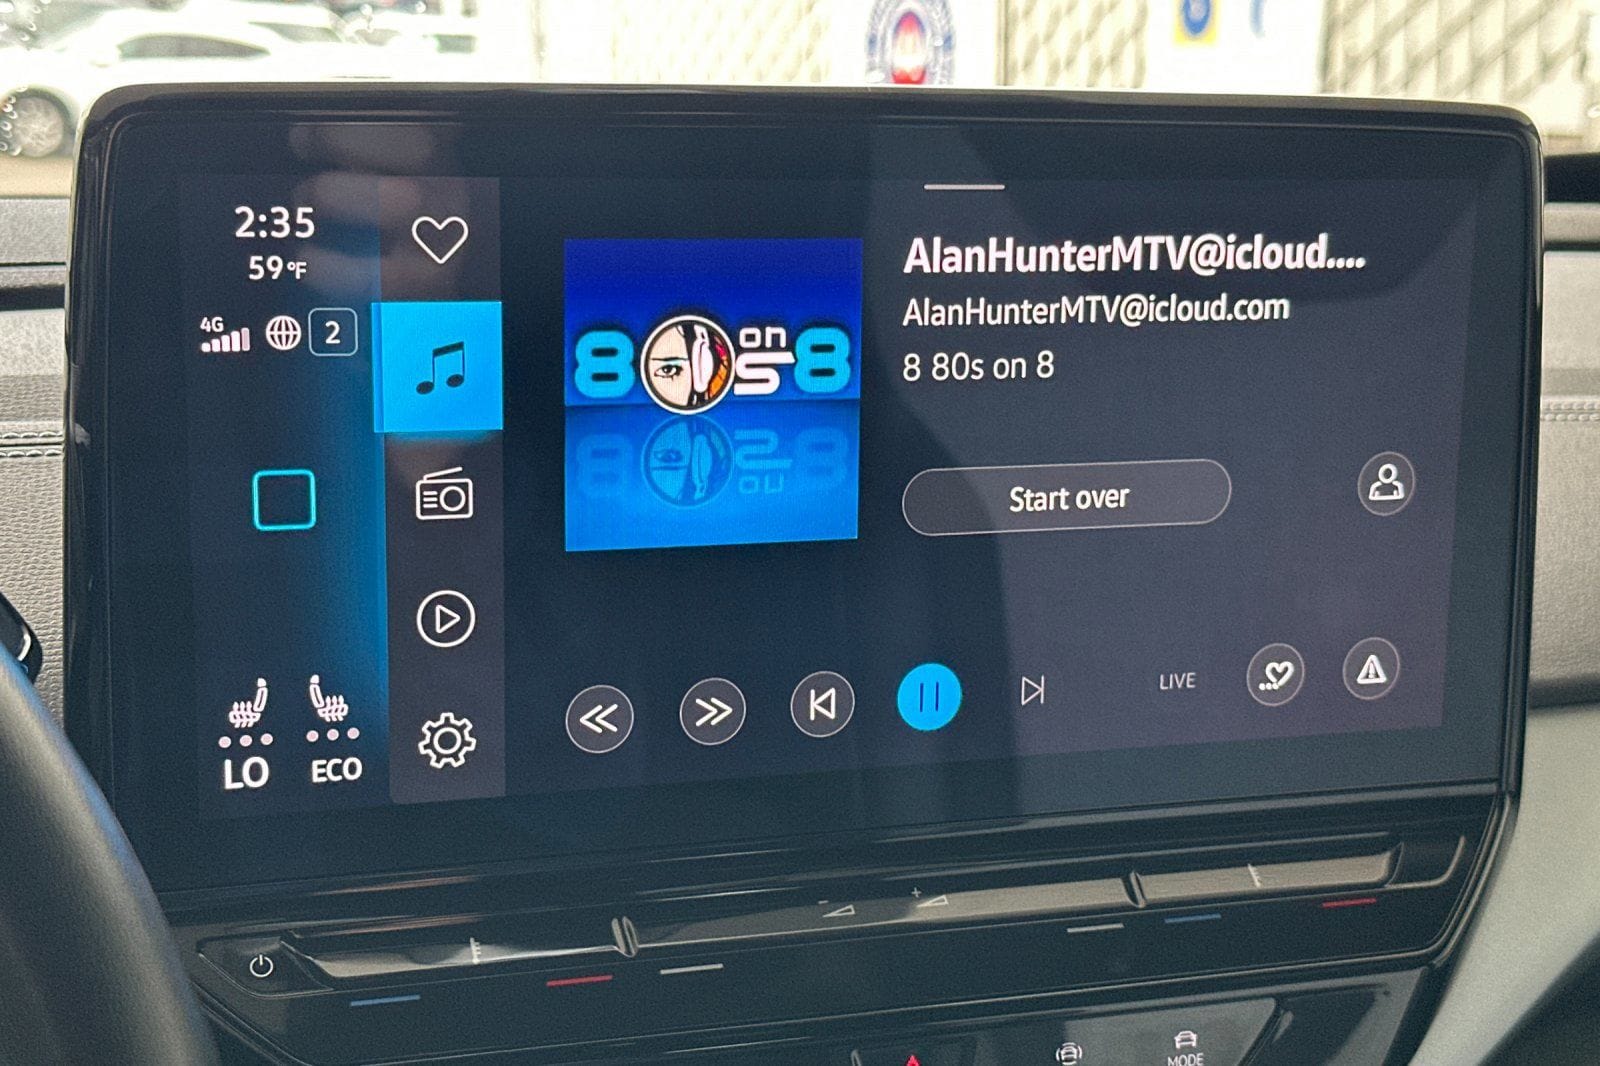 2:35
59°F
4G
2
LO
ECO
80s on 8
AlanHunterMTV@icloud....
AlanHunterMTV@icloud.com
8 80s on 8
Start over
LIVE
- +
MODE